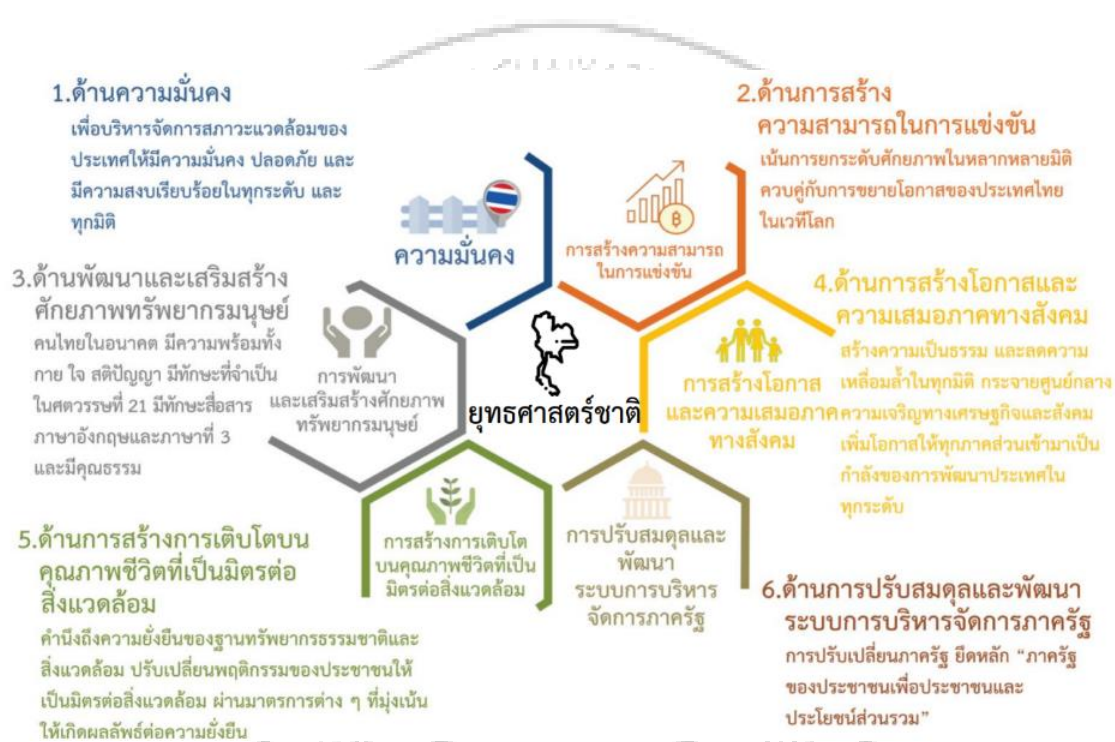 1.ด้านความมั่นคง
เพื่อบริหารจัดการสภาวะแวดล้อมของ
ประเทศให้มีความมั่นคง ปลอดภัย และ
มีความสงบเรียบร้อยในทุกระดับ และ
ทุกมิติ
2.ด้านการสร้าง
ความสามารถในการแข่งขัน
เน้นการยกระดับศักยภาพในหลากหลายมิติ
ควบคู่กับการขยายโอกาสของประเทศไทย
ในเวทีโลก
ความมั่นคง
การสร้างความสามารถ
ในการแข่งขัน
3.ด้านพัฒนาและเสริมสร้าง
ศักยภาพทรัพยากรมนุษย์
คนไทยในอนาคต มีความพร้อมทั้ง
กาย ใจ สติปัญญา มีทักษะที่จำเป็น
ในศตวรรษที่ 21 มีทักษะสื่อสาร
ภาษาอังกฤษและภาษาที่ 3
และมีคุณธรรม
การพัฒนา
และเสริมสร้างศักยภาพ
ทรัพยากรมนุษย์
ยุทธศาสตร์ชาติ
การสร้างโอกาส
และความเสมอภาค
ทางสังคม
4.ด้านการสร้างโอกาสและ
ความเสมอภาคทางสังคม
สร้างความเป็นธรรม และลดความ
เหลื่อมล้ำในทุกมิติ กระจายศูนย์กลาง
ความเจริญทางเศรษฐกิจและสังคม
เพิ่มโอกาสให้ทุกภาคส่วนเข้ามาเป็น
กำลังของการพัฒนาประเทศใน
ทุกระดับ
5.ด้านการสร้างการเติบโตบน
คุณภาพชีวิตที่เป็นมิตรต่อ
สิ่งแวดล้อม
คำนึงถึงความยั่งยืนของฐานทรัพยากรธรรมชาติและ
สิ่งแวดล้อม ปรับเปลี่ยนพฤติกรรมของประชาชนให้
เป็นมิตรต่อสิ่งแวดล้อม ผ่านมาตรการต่าง ๆ ที่มุ่งเน้น
ให้เกิดผลลัพธ์ต่อความยั่งยืน
การสร้างการเติบโต
บนคุณภาพชีวิตที่เป็น
มิตรต่อสิ่งแวดล้อม
การปรับสมดุลและ
พัฒนา
ระบบการบริหาร
จัดการภาครัฐ
6.ด้านการปรับสมดุลและพัฒนา
ระบบการบริหารจัดการภาครัฐ
การปรับเปลี่ยนภาครัฐ ยึดหลัก “ภาครัฐ
ของประชาชนเพื่อประชาชนและ
ประโยชน์ส่วนรวม”